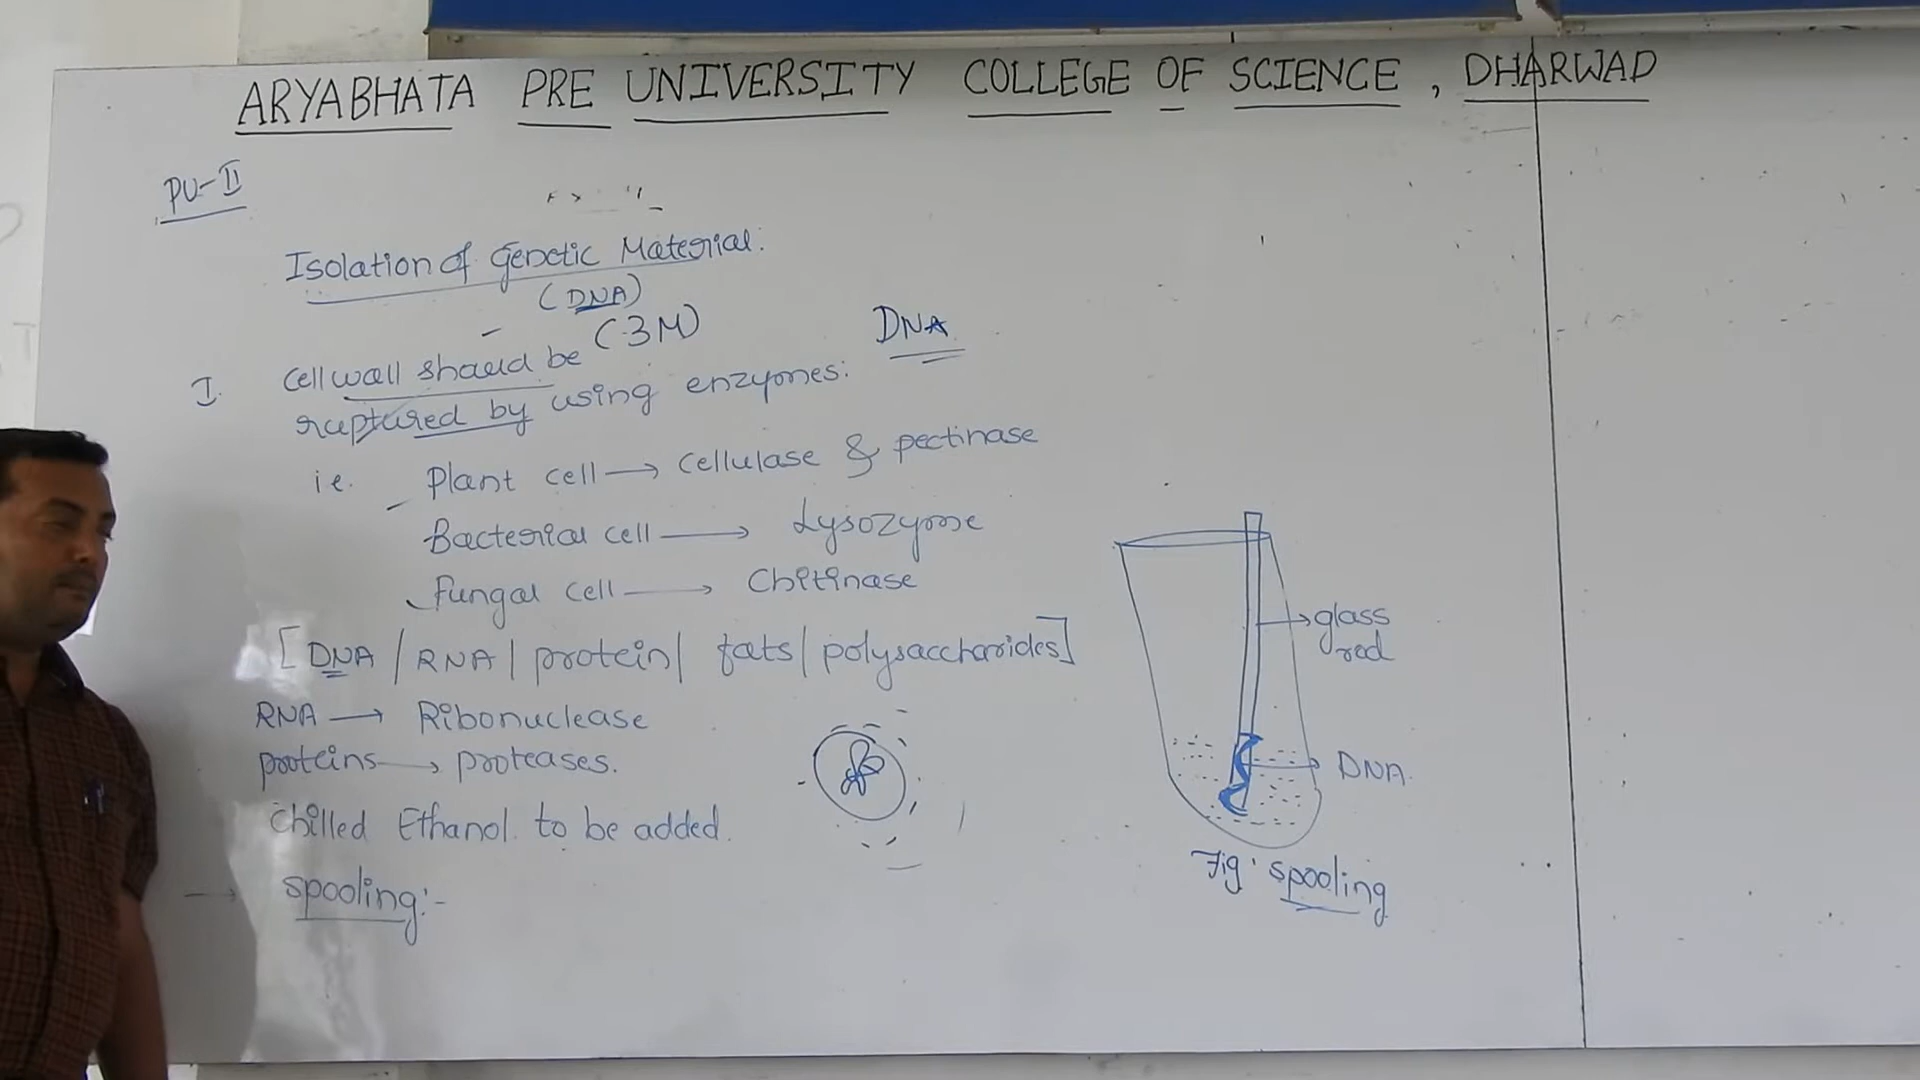 ARYABHATA PRE UNIVERSITY COLLEGE OF SCIENCE, DHARWAD
PU-II
Isolation of Genetic Material:
(DNA)
(3M)
DNA
I. Cell wall should be
ruptured by using enzymes:
i.e. Plant cell → Cellulase & pectinase
Bacterial cell → Lysozyme
Fungal cell → Chitinase
[DNA / RNA / protein / fats / polysaccharides]
RNA → Ribonuclease
proteins → proteases.
chilled Ethanol to be added.
→ spooling:-
glass
rod
DNA.
Fig: spooling